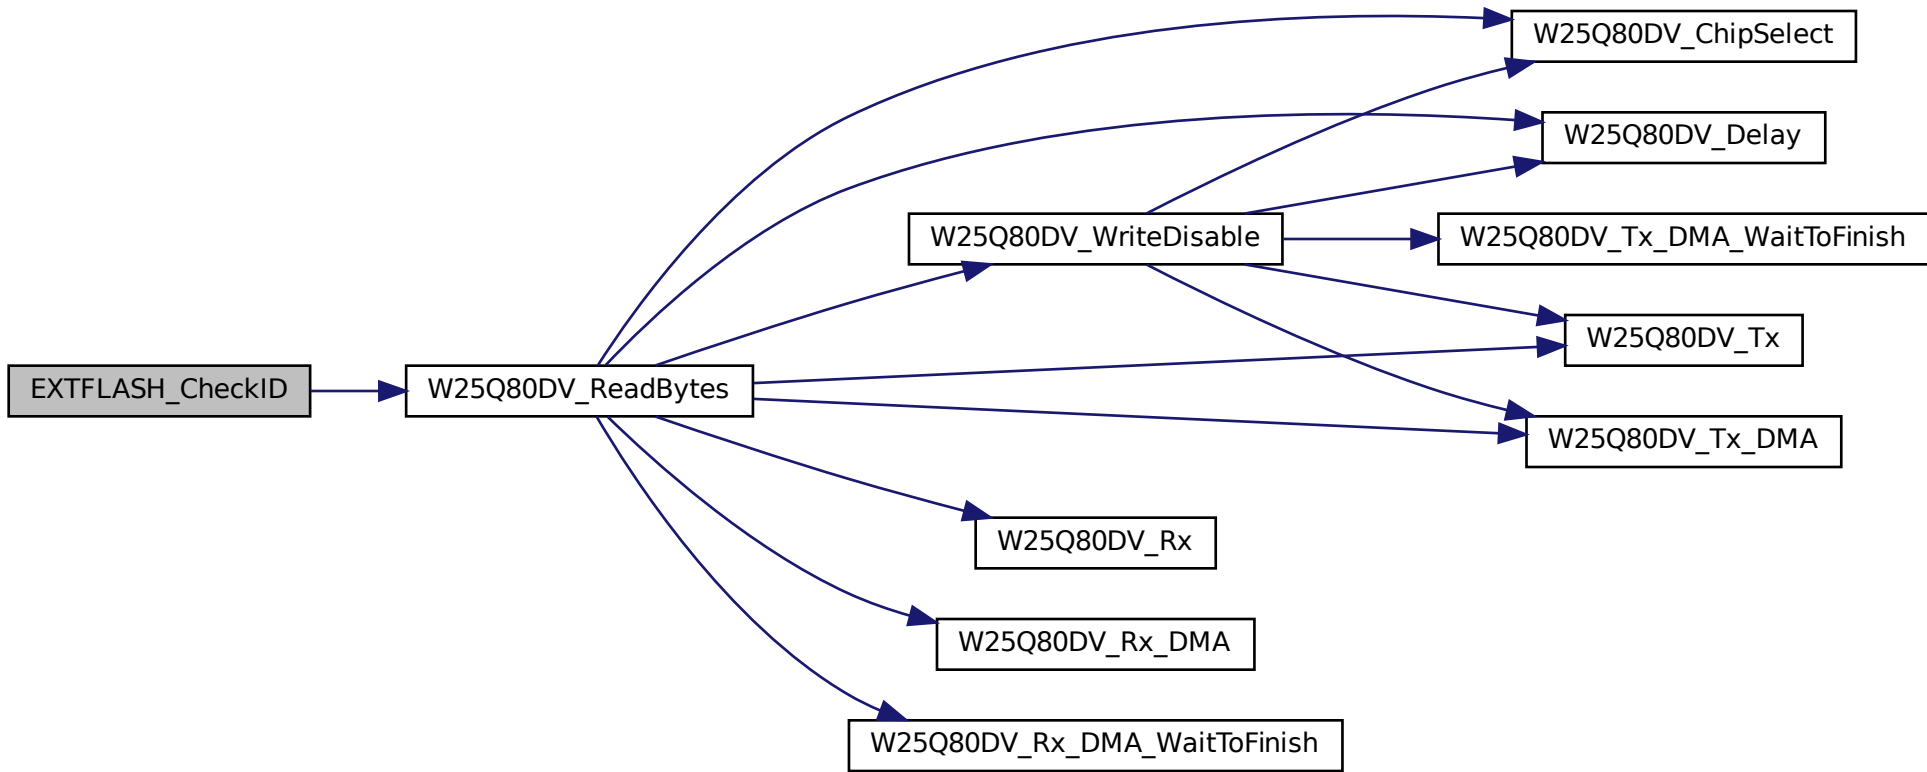 W25Q80DV_ChipSelect
W25Q80DV_Delay
W25Q80DV_WriteDisable
W25Q80DV_Tx_DMA_WaitToFinish
W25Q80DV_Tx
EXTFLASH_CheckID
W25Q80DV_ReadBytes
W25Q80DV_Tx_DMA
W25Q80DV_Rx
W25Q80DV_Rx_DMA
W25Q80DV_Rx_DMA_WaitToFinish